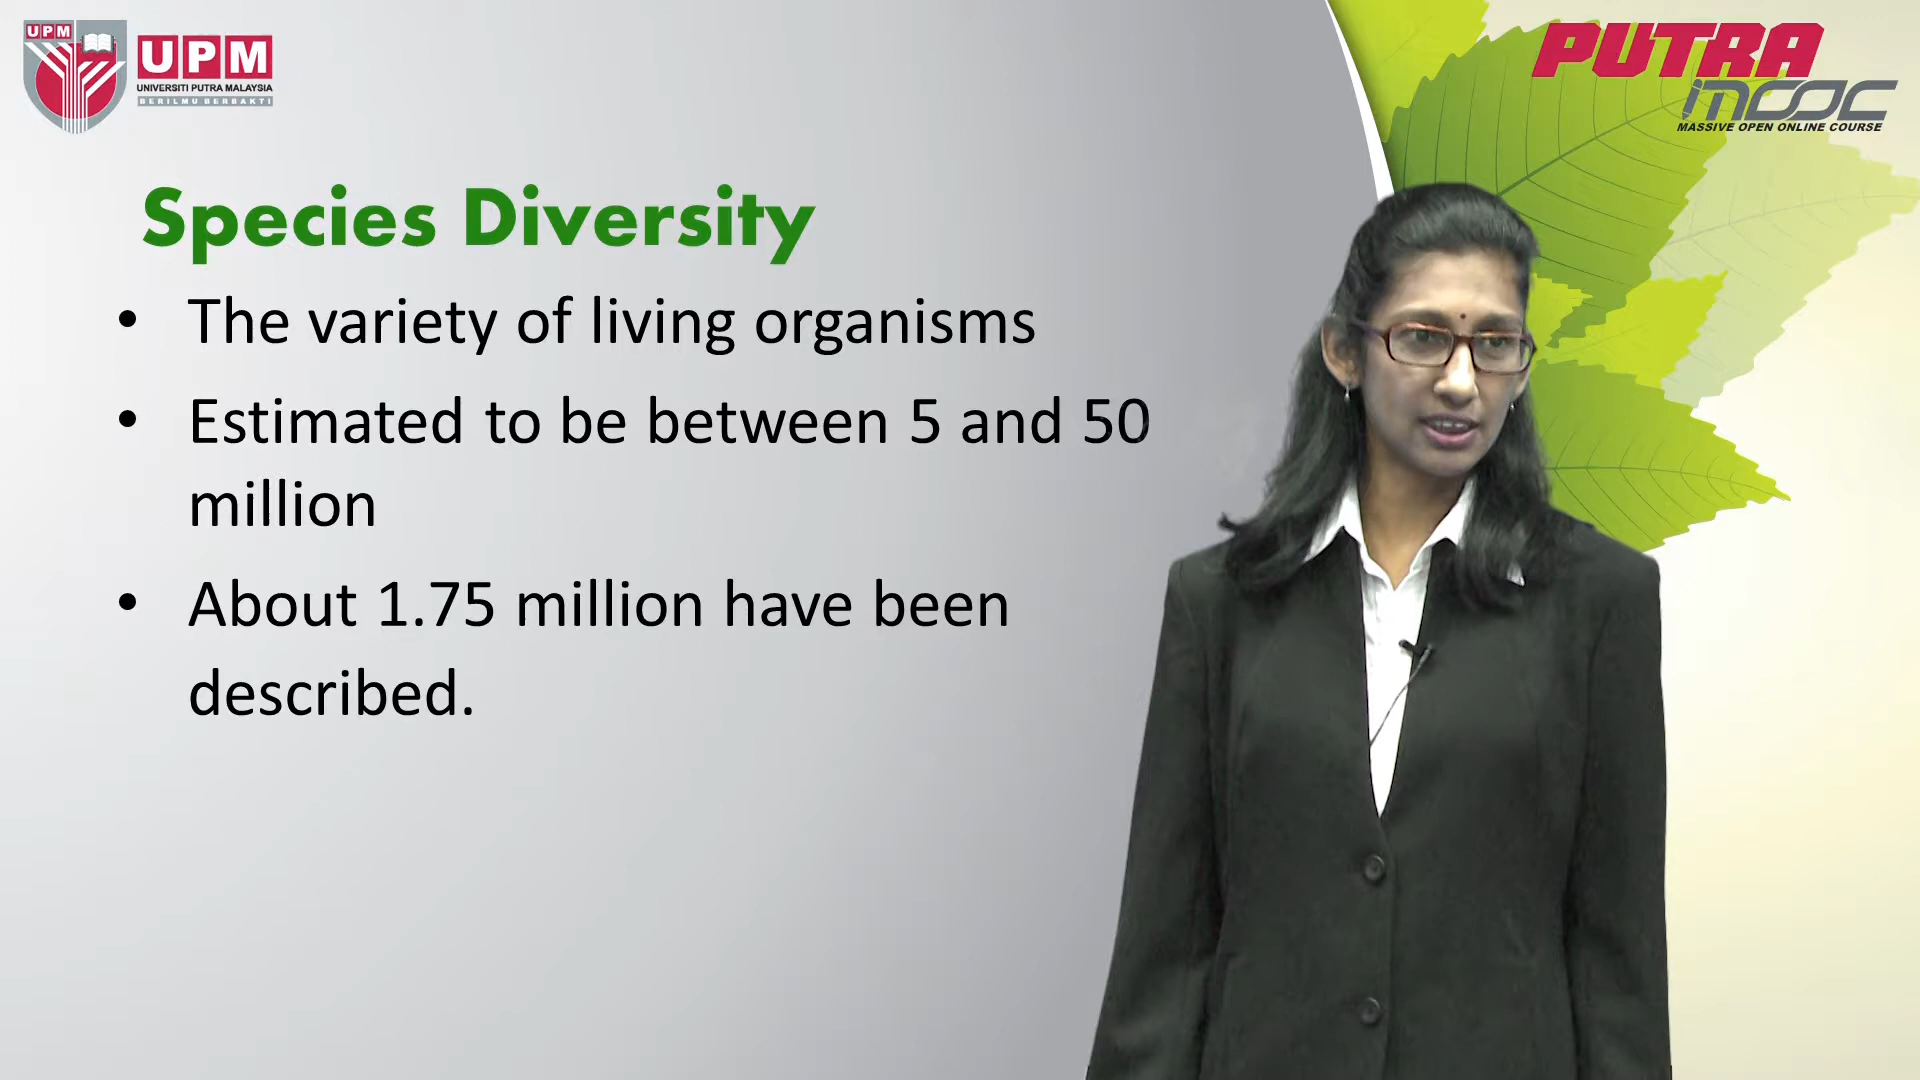 UPM
UPM
UNIVERSITI PUTRA MALAYSIA
BERILMU BERBAKTI
PUTRA
mooc
MASSIVE OPEN ONLINE COURSE
Species Diversity
• The variety of living organisms
• Estimated to be between 5 and 50
million
• About 1.75 million have been
described.